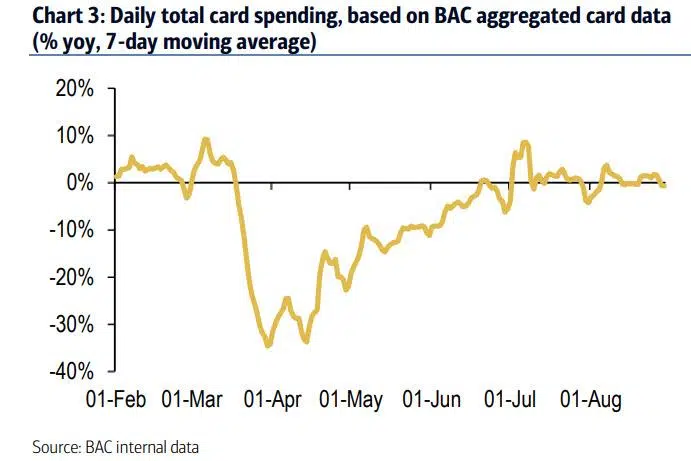 Chart 3: Daily total card spending, based on BAC aggregated card data
(% yoy, 7-day moving average)
20%
10%
0%
-10%
-20%
-30%
-40%
01-Feb 01-Mar 01-Apr 01-May 01-Jun 01-Jul 01-Aug
Source: BAC internal data